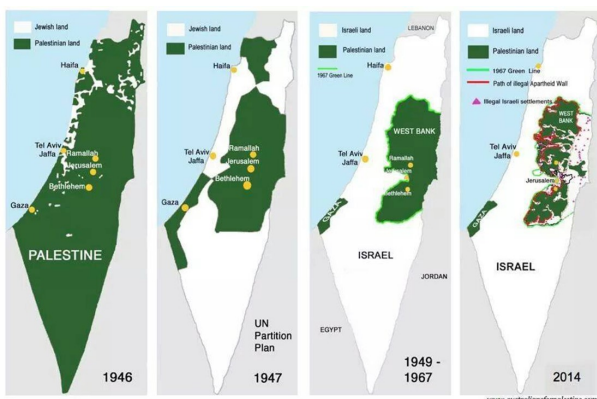 Jewish land
Palestinian land
Haifa
Tel Aviv
Jaffa
Ramallah
Jerusalem
Bethlehem
Gaza
PALESTINE
1946
Jewish land
Palestinian land
Haifa
Tel Aviv
Jaffa
Ramallah
Jerusalem
Bethlehem
Gaza
UN
Partition
Plan
1947
Israeli land
Palestinian land
1967 Green Line
LEBANON
Haifa
WEST BANK
Tel Aviv
Jaffa
Ramallah
Jerusalem
Bethlehem
GAZA
ISRAEL
JORDAN
EGYPT
1949 -
1967
Israeli land
Palestinian land
1967 Green Line
Path of illegal Apartheid Wall
Illegal Israeli settlements
WEST
BANK
Tel Aviv
Jaffa
Jerusalem
GAZA
ISRAEL
2014